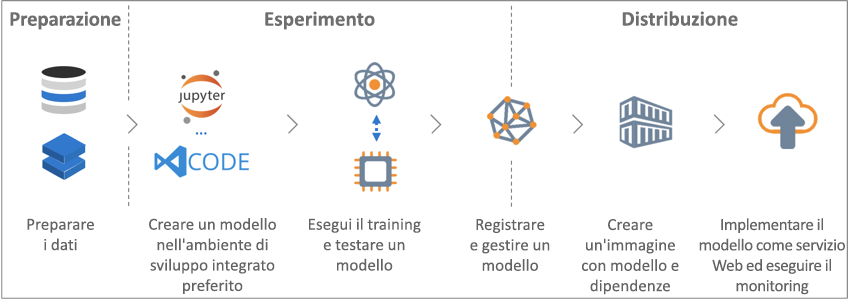 Preparazione
Esperimento
Distribuzione
jupyter
...
CODE
Preparare
i dati
Creare un modello
nell'ambiente di
sviluppo integrato
preferito
Esegui il training
e testare un
modello
Registrare
e gestire un
modello
Creare
un'immagine
con modello e
dipendenze
Implementare il
modello come servizio
Web ed eseguire il
monitoring